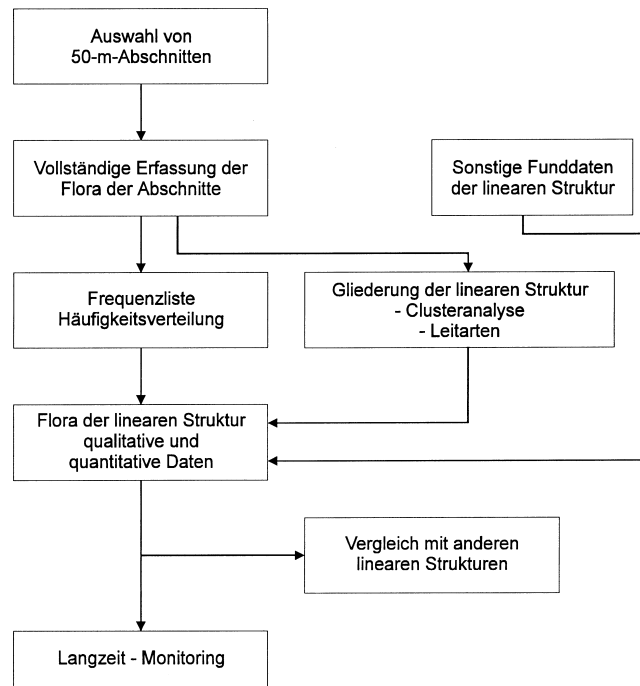 Auswahl von
50-m-Abschnitten
Vollständige Erfassung der
Flora der Abschnitte
Sonstige Funddaten
der linearen Struktur
Frequenzliste
Häufigkeitsverteilung
Gliederung der linearen Struktur
- Clusteranalyse
- Leitarten
Flora der linearen Struktur
qualitative und
quantitative Daten
Vergleich mit anderen
linearen Strukturen
Langzeit - Monitoring